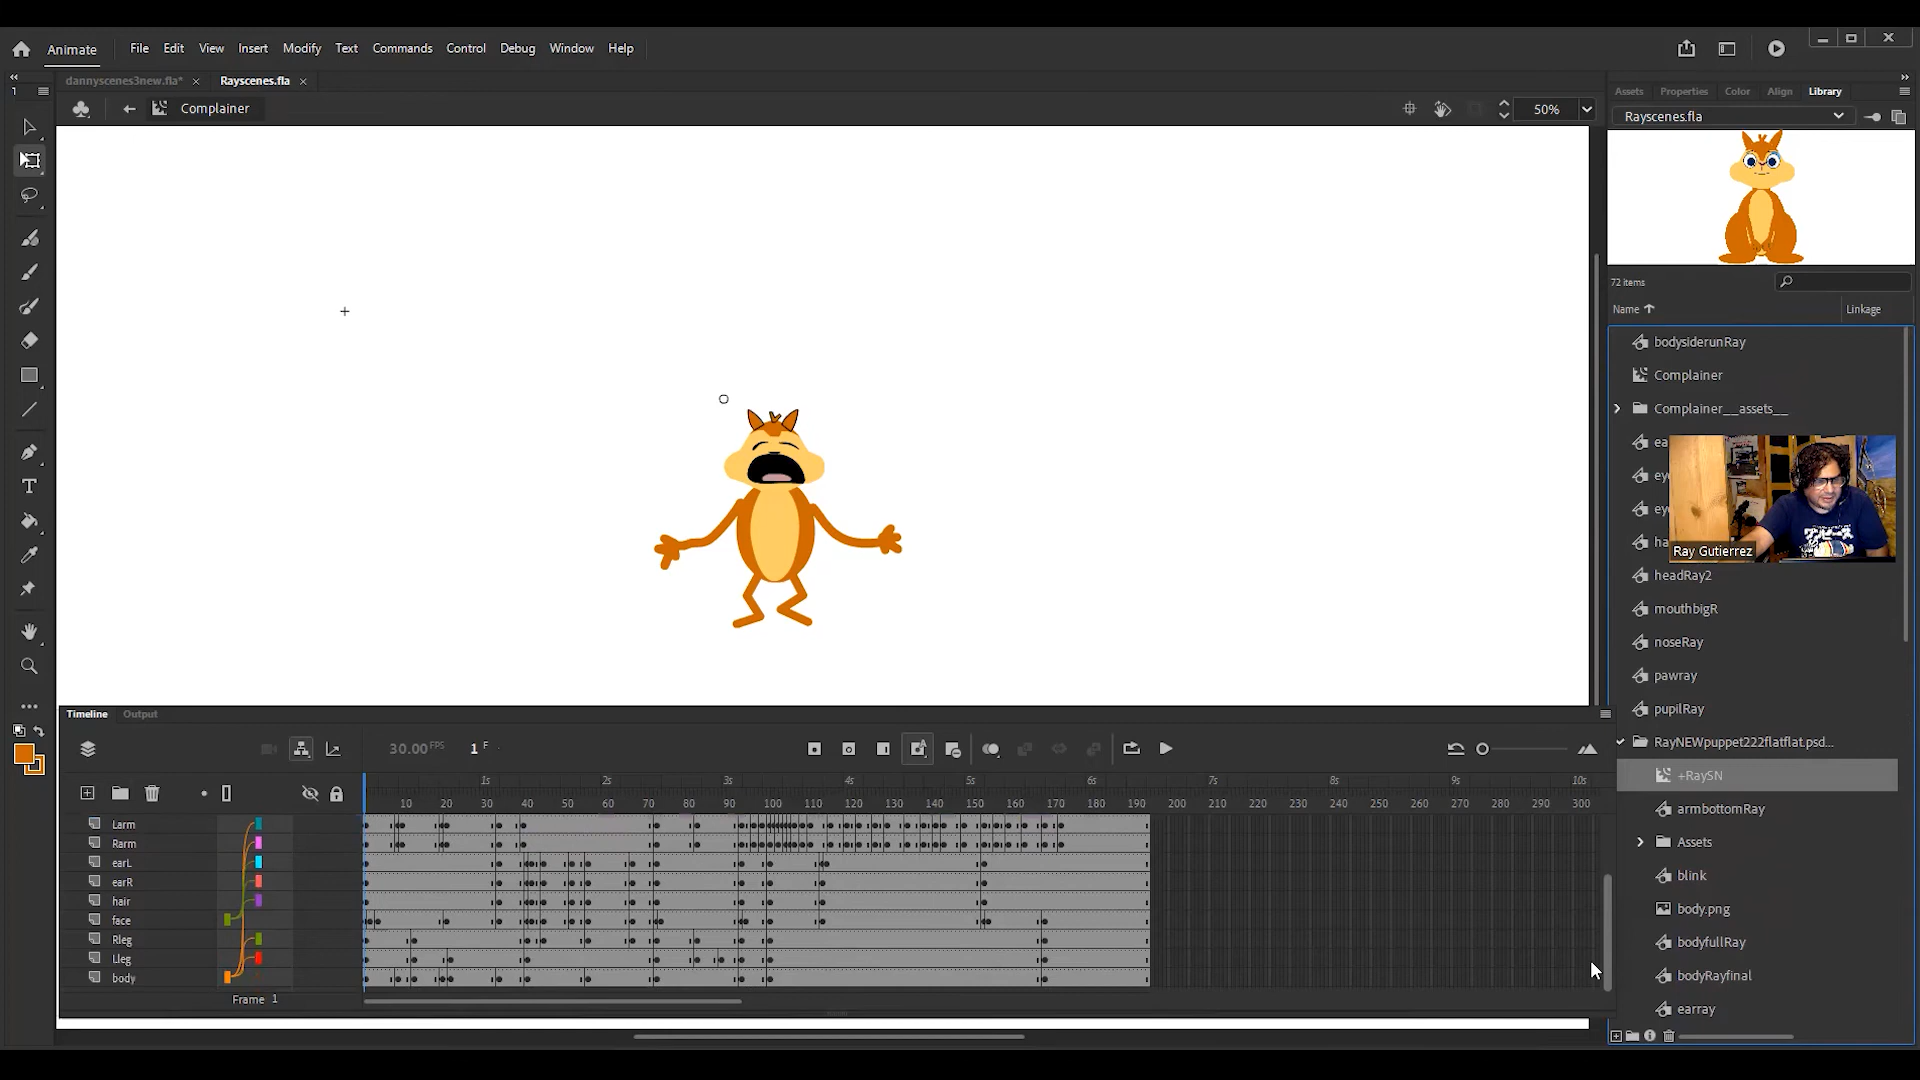 Animate File Edit View Insert Modify Text Commands Control Debug Window Help
dannyscenes3new.fla* × Rayscenes.fla ×
1
Assets Properties Color Align Library
Complainer
50%
Rayscenes.fla
72 items
Name
Linkage
bodysiderunRay
Complainer
Complainer__assets__
ea
ey
ey
ha
Ray Gutierrez
headRay2
mouthbigR
noseRay
pawray
pupilRay
RayNEWpuppet222flatflat.psd...
+RaySN
armbottomRay
Assets
blink
body.png
bodyfullRay
bodyRayfinal
earray
Timeline Output
30.00 FPS 1 F
1s 2s 3s 4s 5s 6s 7s 8s 9s 10s
10 20 30 40 50 60 70 80 90 100 110 120 130 140 150 160 170 180 190 200 210 220 230 240 250 260 270 280 290 300
Larm
Rarm
earL
earR
hair
face
Rleg
Lleg
body
Frame 1